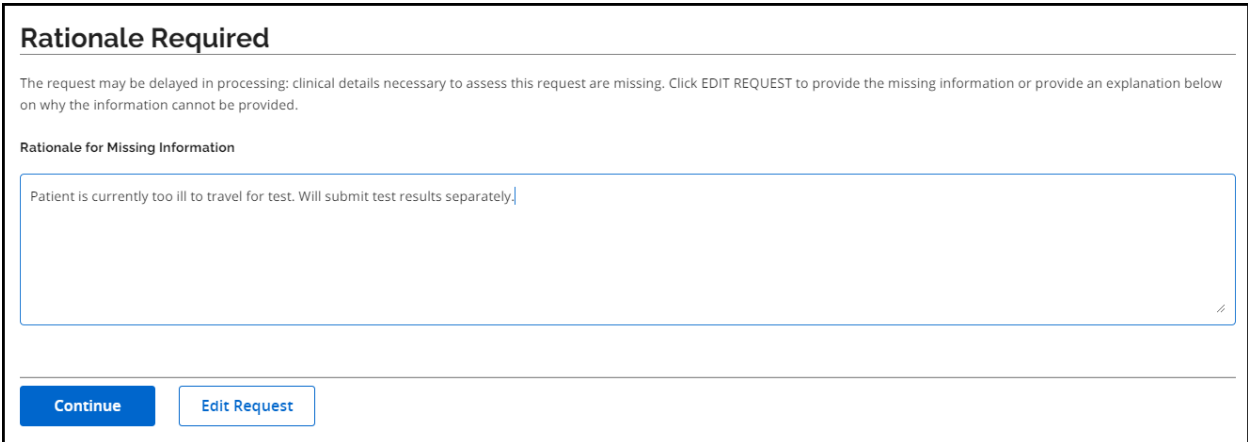 Rationale Required
The request may be delayed in processing: clinical details necessary to assess this request are missing. Click EDIT REQUEST to provide the missing information or provide an explanation below
on why the information cannot be provided.
Rationale for Missing Information
Patient is currently too ill to travel for test. Will submit test results separately.
Continue Edit Request